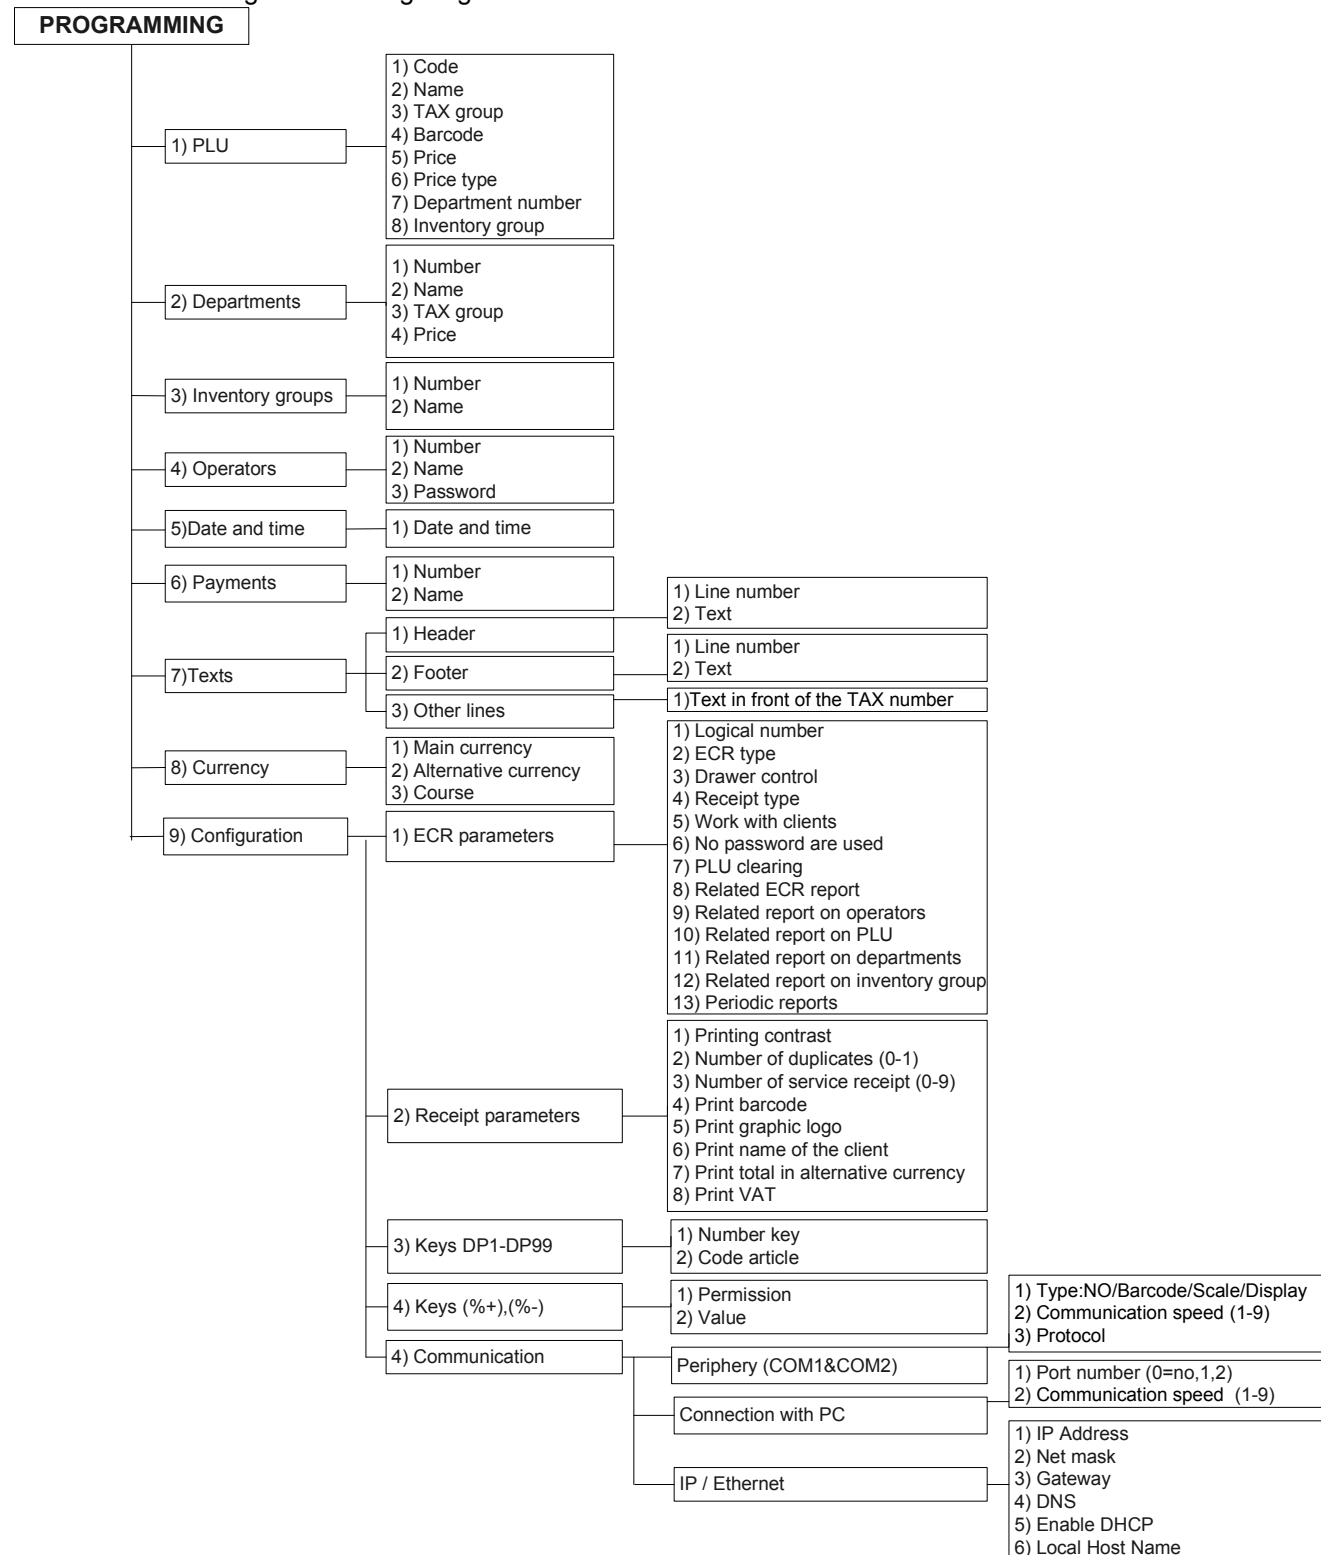 PROGRAMMING
1) PLU
1) Code
2) Name
3) TAX group
4) Barcode
5) Price
6) Price type
7) Department number
8) Inventory group
2) Departments
1) Number
2) Name
3) TAX group
4) Price
3) Inventory groups
1) Number
2) Name
4) Operators
1) Number
2) Name
3) Password
5)Date and time
1) Date and time
6) Payments
1) Number
2) Name
7)Texts
1) Header
1) Line number
2) Text
2) Footer
1) Line number
2) Text
3) Other lines
1)Text in front of the TAX number
8) Currency
1) Main currency
2) Alternative currency
3) Course
9) Configuration
1) ECR parameters
1) Logical number
2) ECR type
3) Drawer control
4) Receipt type
5) Work with clients
6) No password are used
7) PLU clearing
8) Related ECR report
9) Related report on operators
10) Related report on PLU
11) Related report on departments
12) Related report on inventory group
13) Periodic reports
2) Receipt parameters
1) Printing contrast
2) Number of duplicates (0-1)
3) Number of service receipt (0-9)
4) Print barcode
5) Print graphic logo
6) Print name of the client
7) Print total in alternative currency
8) Print VAT
3) Keys DP1-DP99
1) Number key
2) Code article
4) Keys (%+),(%-)
1) Permission
2) Value
4) Communication
Periphery (COM1&COM2)
1) Type:NO/Barcode/Scale/Display
2) Communication speed (1-9)
3) Protocol
Connection with PC
1) Port number (0=no,1,2)
2) Communication speed (1-9)
IP / Ethernet
1) IP Address
2) Net mask
3) Gateway
4) DNS
5) Enable DHCP
6) Local Host Name